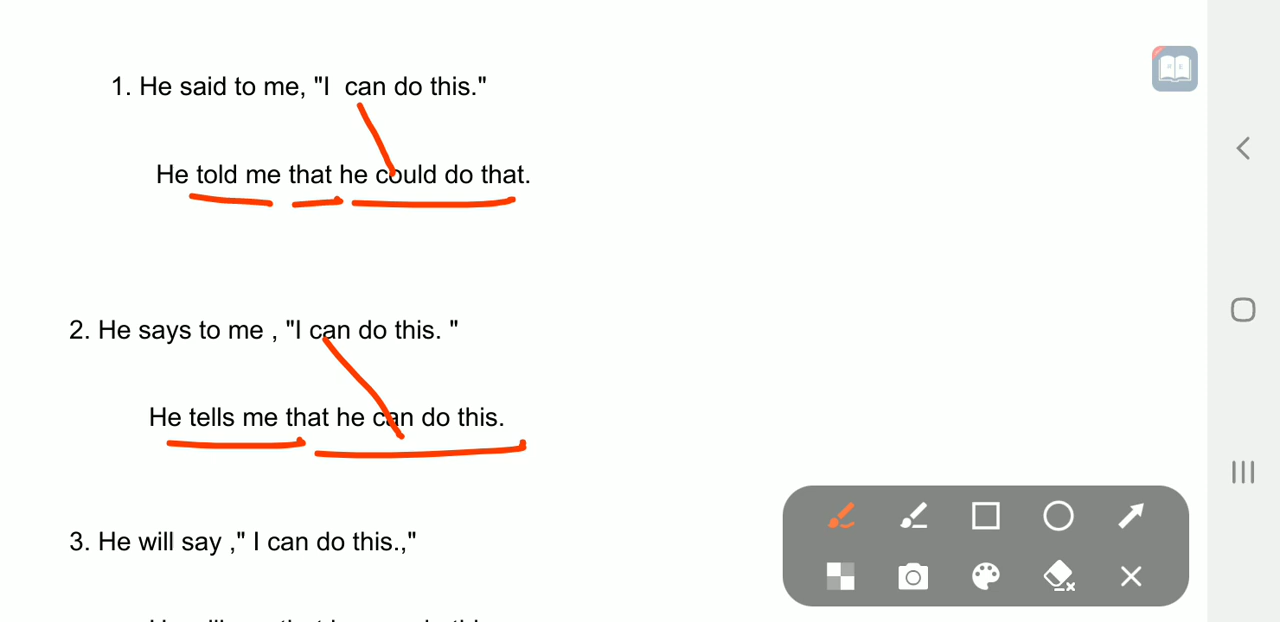 1. He said to me, "I  can do this."
He told me that he could do that.
2. He says to me , "I can do this. "
He tells me that he can do this.
3. He will say ," I can do this.,"